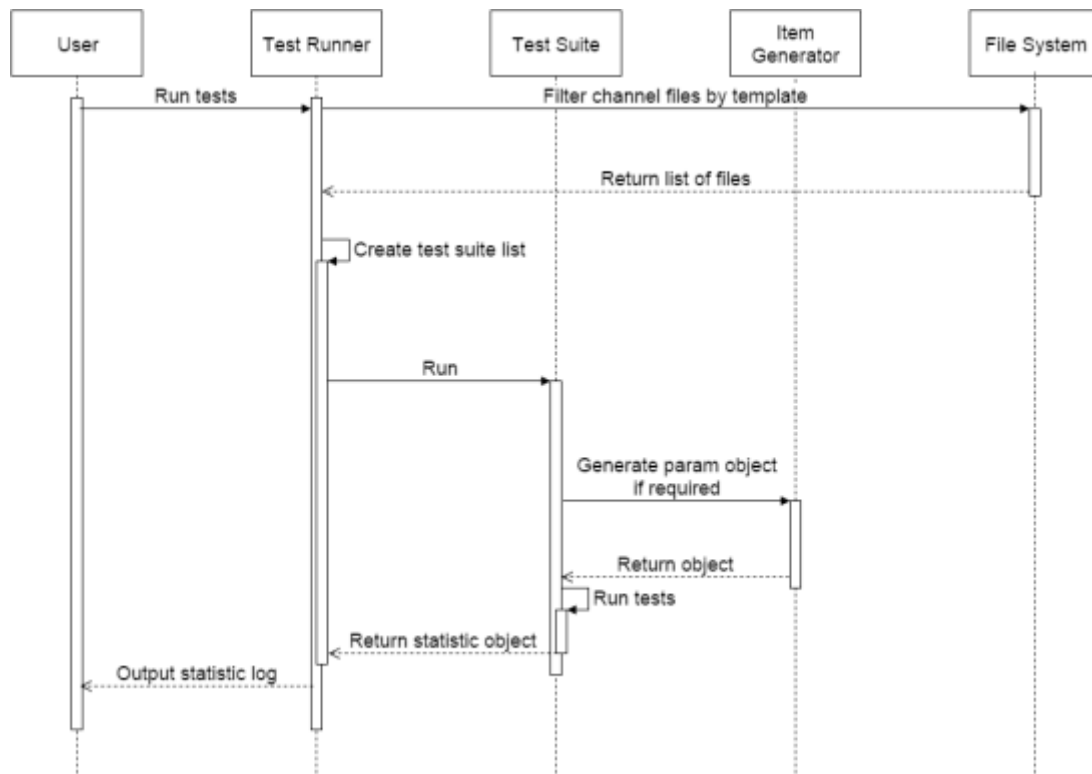 User
Test Runner
Test Suite
Item
Generator
File System
Run tests
Filter channel files by template
Return list of files
Create test suite list
Run
Generate param object
if required
Return object
Run tests
Return statistic object
Output statistic log